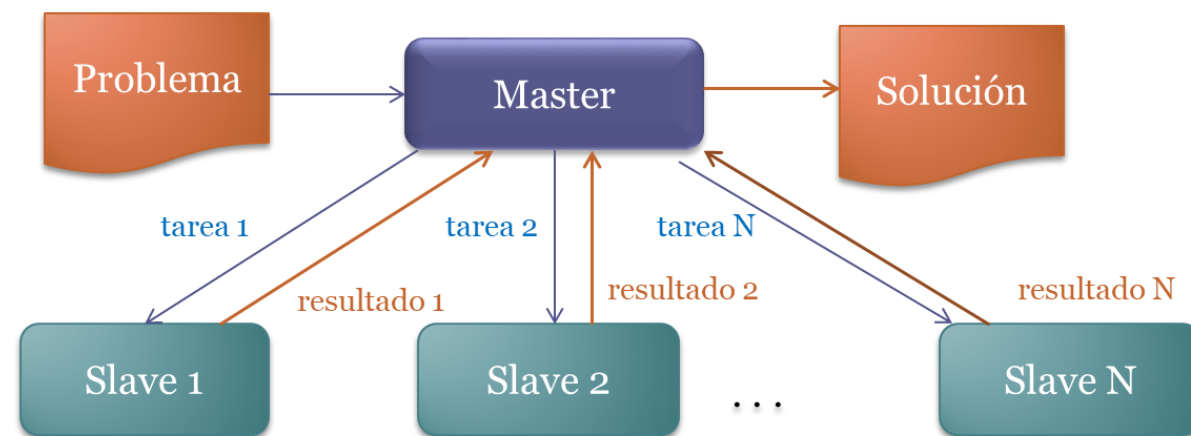 Problema
Master
Solución
tarea 1
tarea 2
tarea N
resultado 1
resultado 2
resultado N
Slave 1
Slave 2
. . .
Slave N